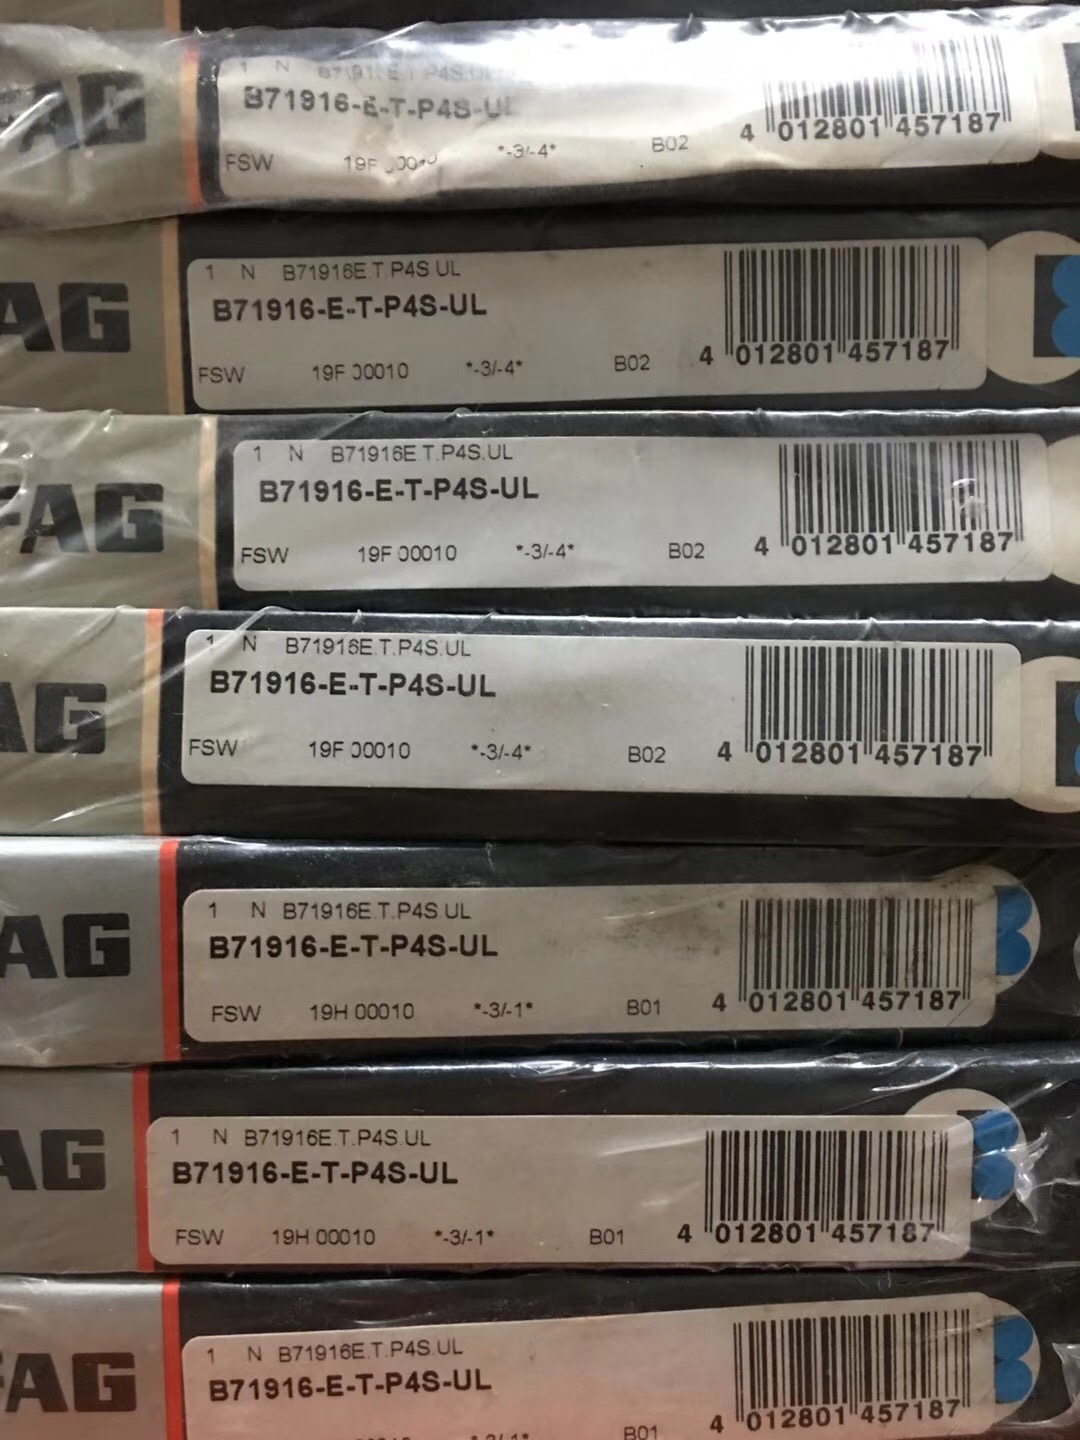 AG
1 N B71916E.T.P4S.UL
B71916-E-T-P4S-UL
FSW 19F *-3/-4* B02 4 012801 457187
AG
1 N B71916E.T.P4S.UL
B71916-E-T-P4S-UL
FSW 19F 00010 *-3/-4* B02 4 012801 457187
FAG
1 N B71916E.T.P4S.UL
B71916-E-T-P4S-UL
FSW 19F 00010 *-3/-4* B02 4 012801 457187
AG
1 N B71916E.T.P4S.UL
B71916-E-T-P4S-UL
FSW 19F 00010 *-3/-4* B02 4 012801 457187
AG
1 N B71916E.T.P4S.UL
B71916-E-T-P4S-UL
FSW 19H 00010 *-3/-1* B01 4 012801 457187
AG
1 N B71916E.T.P4S.UL
B71916-E-T-P4S-UL
FSW 19H 00010 *-3/-1* B01 4 012801 457187
FAG
1 N B71916E.T.P4S.UL
B71916-E-T-P4S-UL
B01 4 012801 457187